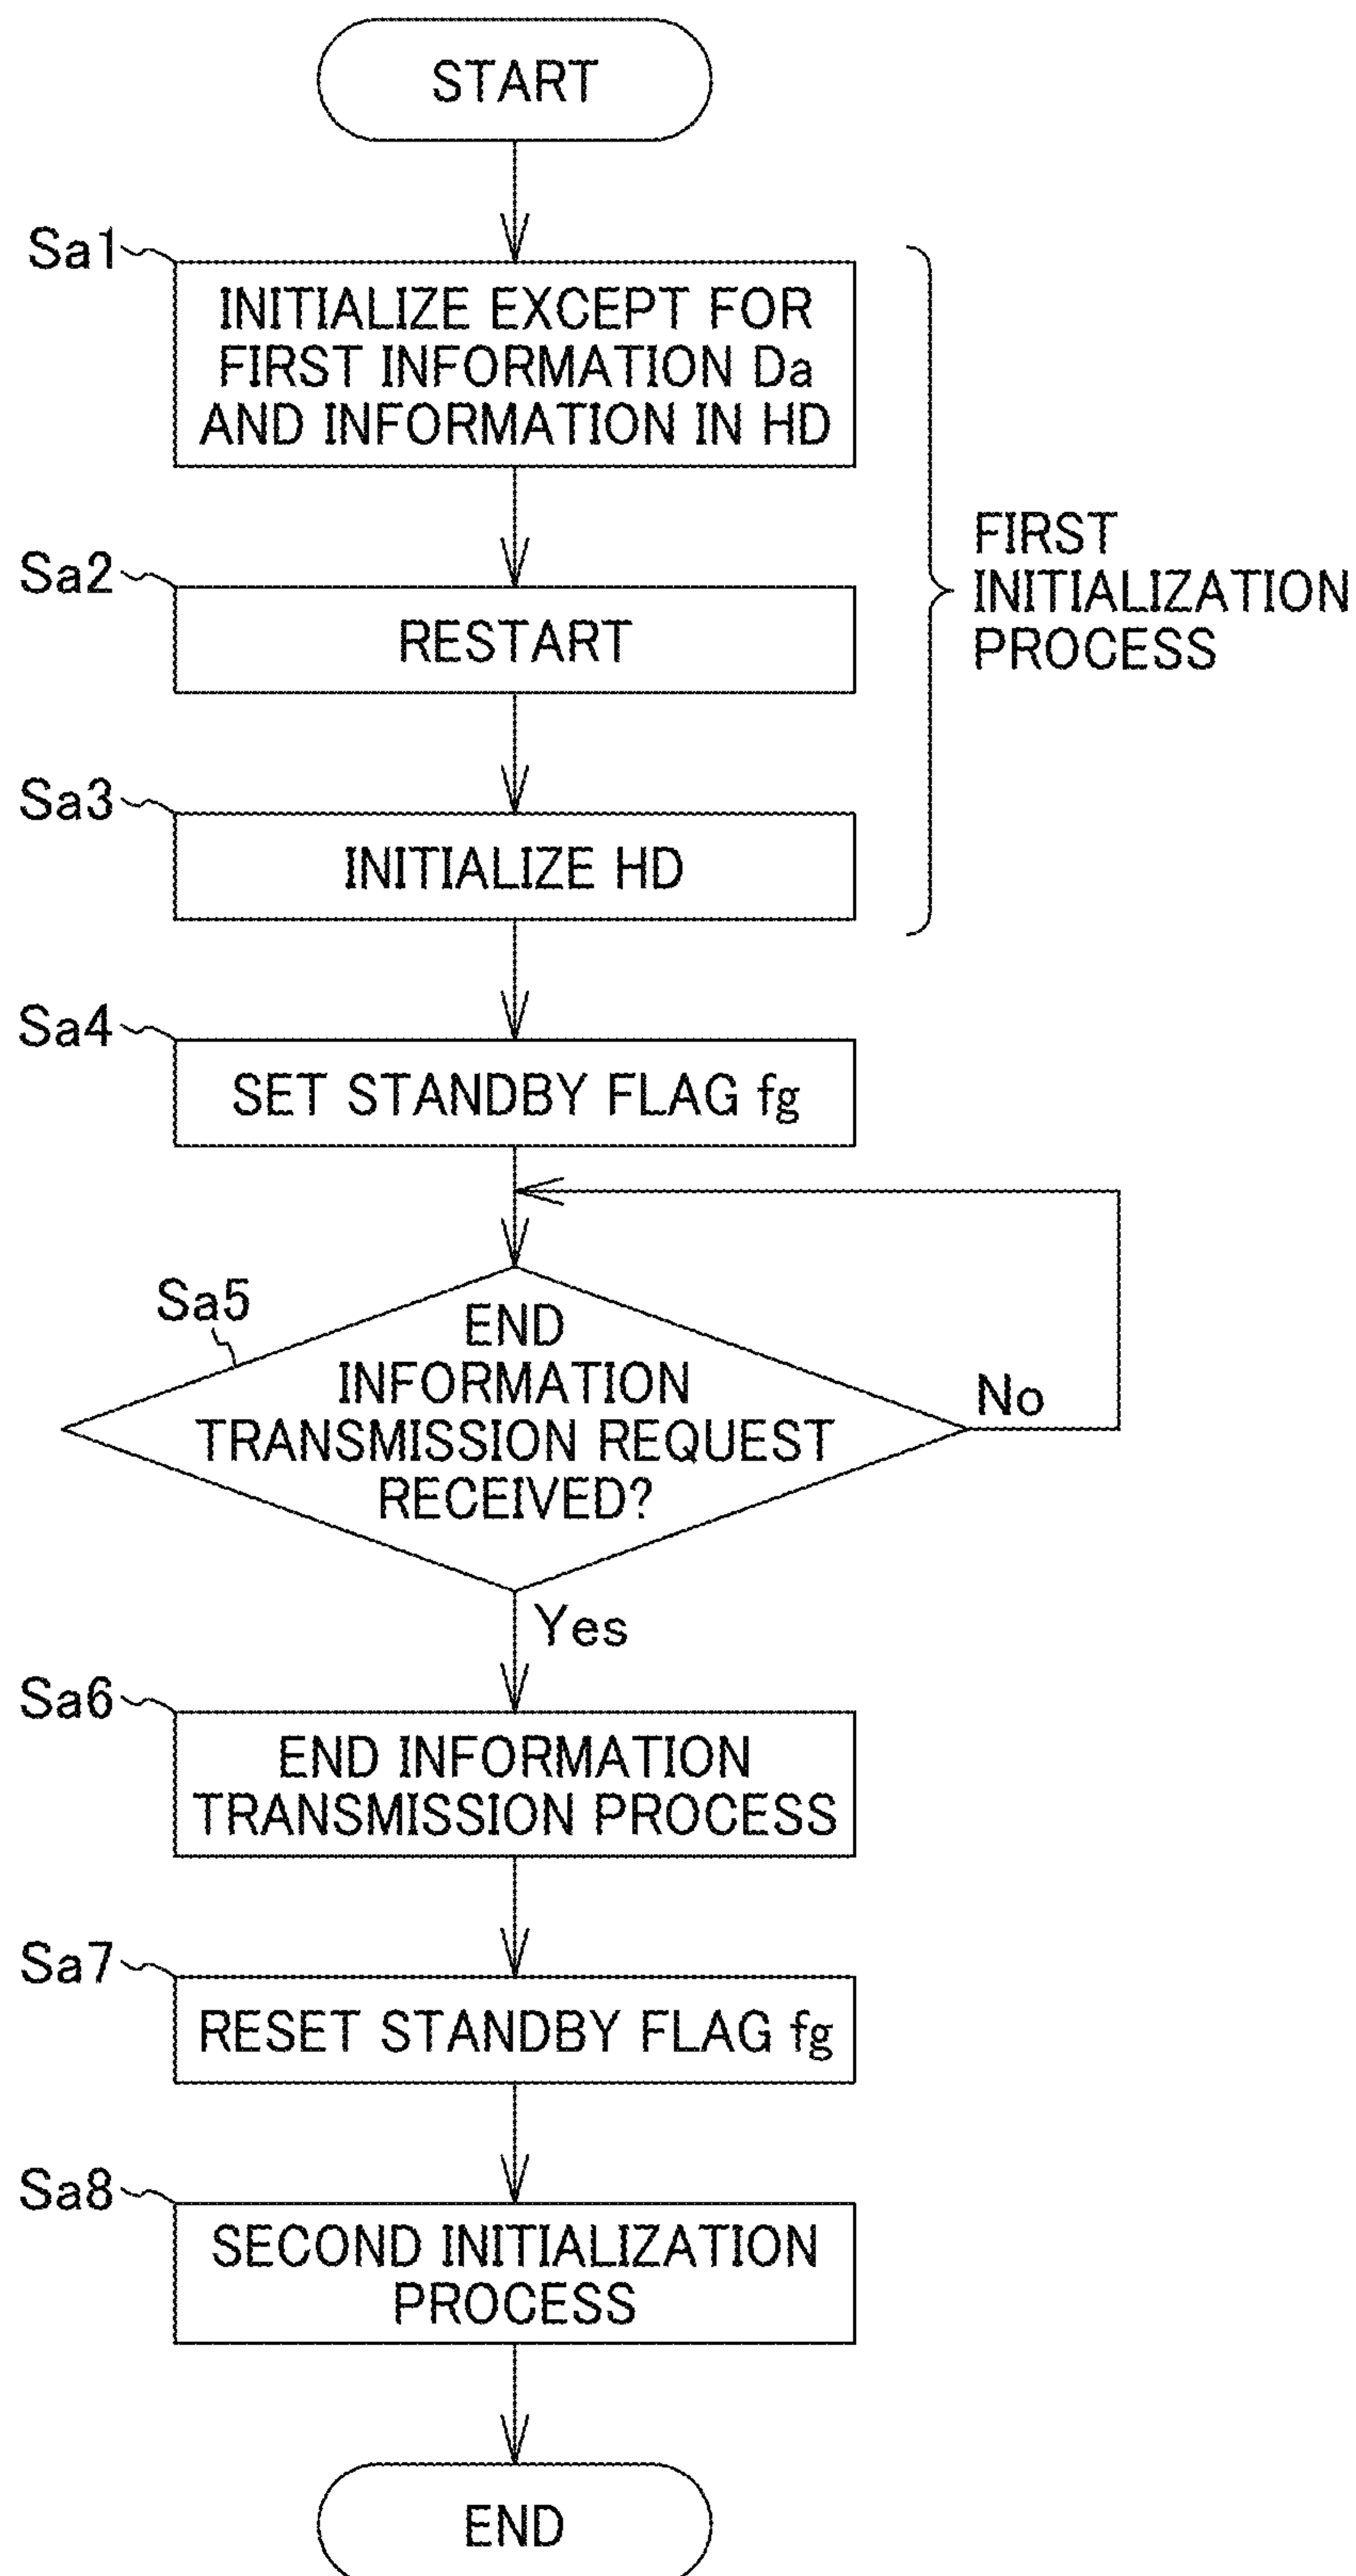 START
Sa1
INITIALIZE EXCEPT FOR
FIRST INFORMATION Da
AND INFORMATION IN HD
Sa2
RESTART
FIRST
INITIALIZATION
PROCESS
Sa3
INITIALIZE HD
Sa4
SET STANDBY FLAG fg
Sa5
END
INFORMATION
TRANSMISSION REQUEST
RECEIVED?
No
Yes
Sa6
END INFORMATION
TRANSMISSION PROCESS
Sa7
RESET STANDBY FLAG fg
Sa8
SECOND INITIALIZATION
PROCESS
END